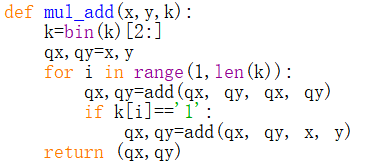 def mul_add(x,y,k):
    k=bin(k)[2:]
    qx,qy=x,y
    for i in range(1,len(k)):
        qx,qy=add(qx, qy, qx, qy)
        if k[i]=='1':
            qx,qy=add(qx, qy, x, y)
    return (qx,qy)